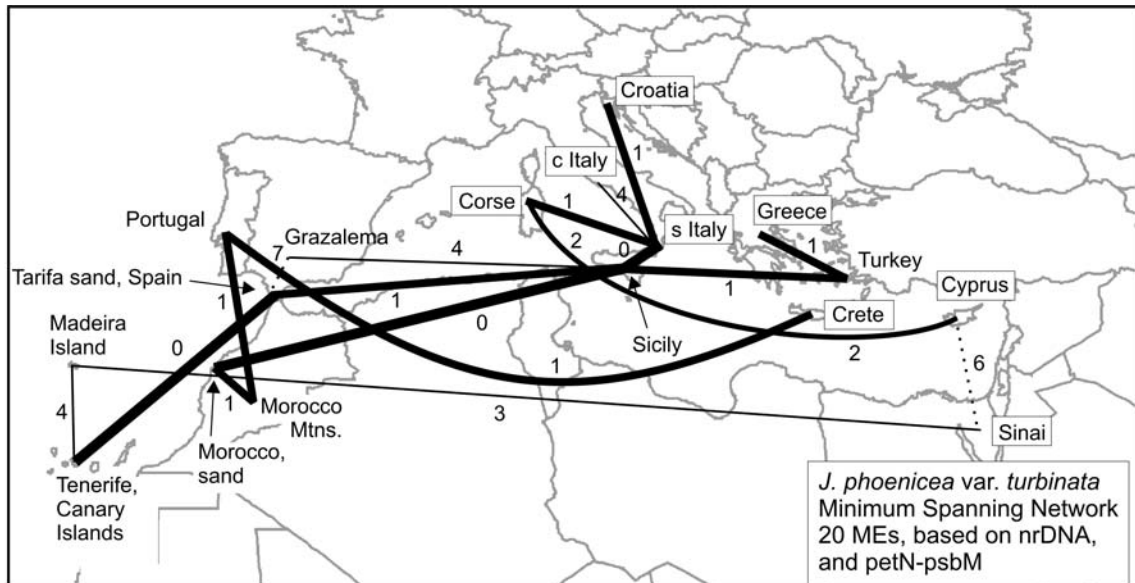 Croatia
1
c Italy
4
Corse
1
s Italy
Greece
Portugal
Grazalema
2
0
1
7
4
Turkey
Tarifa sand, Spain
1
1
1
Cyprus
Madeira
Island
0
0
Sicily
Crete
2
1
6
4
1
Morocco
Mtns.
3
Sinai
Morocco,
sand
Tenerife,
Canary
Islands
J. phoenicea var. turbinata
Minimum Spanning Network
20 MEs, based on nrDNA,
and petN-psbM